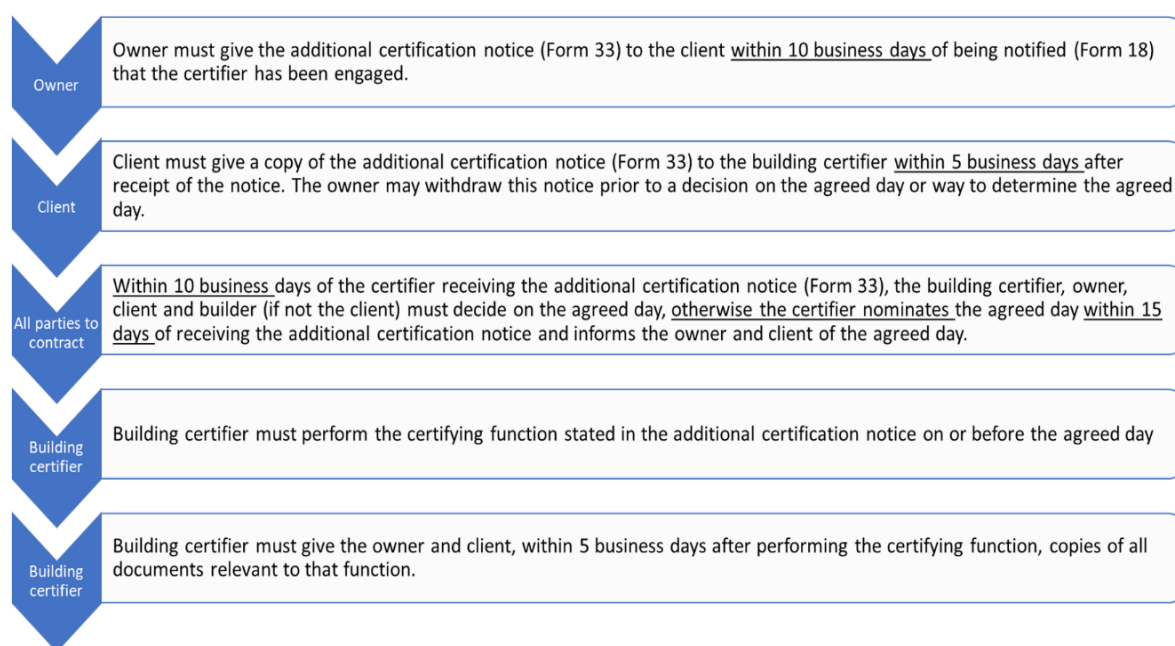 Owner
Owner must give the additional certification notice (Form 33) to the client within 10 business days of being notified (Form 18)
that the certifier has been engaged.
Client
Client must give a copy of the additional certification notice (Form 33) to the building certifier within 5 business days after
receipt of the notice. The owner may withdraw this notice prior to a decision on the agreed day or way to determine the agreed
day.
All parties to
contract
Within 10 business days of the certifier receiving the additional certification notice (Form 33), the building certifier, owner,
client and builder (if not the client) must decide on the agreed day, otherwise the certifier nominates the agreed day within 15
days of receiving the additional certification notice and informs the owner and client of the agreed day.
Building
certifier
Building certifier must perform the certifying function stated in the additional certification notice on or before the agreed day
Building
certifier
Building certifier must give the owner and client, within 5 business days after performing the certifying function, copies of all
documents relevant to that function.